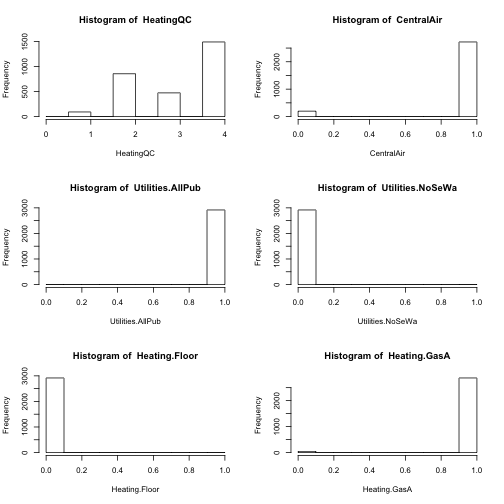 Histogram of  HeatingQC
Frequency
0 500 1000 1500
0 1 2 3 4
HeatingQC
Histogram of  CentralAir
Frequency
0 1000 2000
0.0 0.2 0.4 0.6 0.8 1.0
CentralAir
Histogram of  Utilities.AllPub
Frequency
0 1000 2000 3000
0.0 0.2 0.4 0.6 0.8 1.0
Utilities.AllPub
Histogram of  Utilities.NoSeWa
Frequency
0 1000 2000 3000
0.0 0.2 0.4 0.6 0.8 1.0
Utilities.NoSeWa
Histogram of  Heating.Floor
Frequency
0 1000 2000 3000
0.0 0.2 0.4 0.6 0.8 1.0
Heating.Floor
Histogram of  Heating.GasA
Frequency
0 1000 2000
0.0 0.2 0.4 0.6 0.8 1.0
Heating.GasA